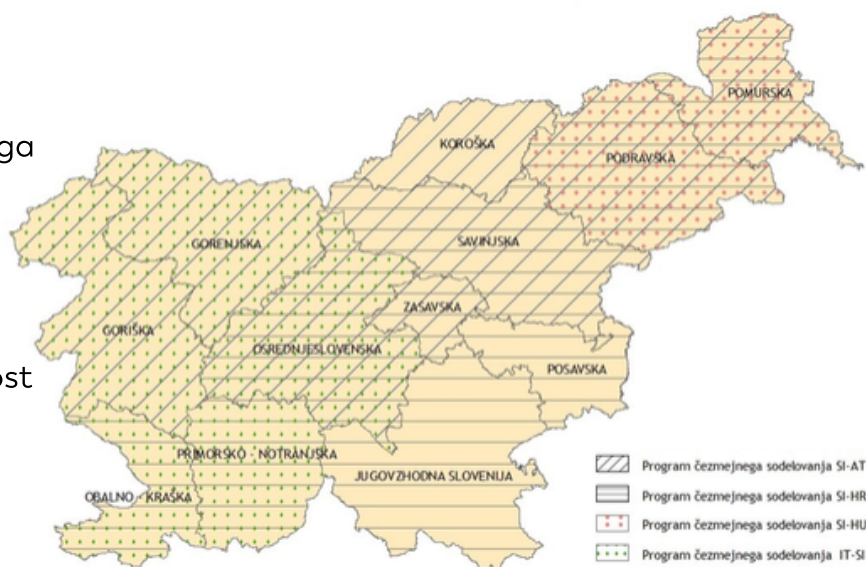 ga
ost
POMURSKA
KOROŠKA
PODRAVSKA
GORENJSKA
SAVINJSKA
ZASAVSKA
GORIŠKA
OSREDNJESLOVENSKA
POSAVSKA
PRIMORSKO - NOTRANJSKA
JUGOVZHODNA SLOVENIJA
OBALNO - KRAŠKA
Program čezmejnega sodelovanja SI-AT
Program čezmejnega sodelovanja SI-HR
Program čezmejnega sodelovanja SI-HU
Program čezmejnega sodelovanja IT-SI